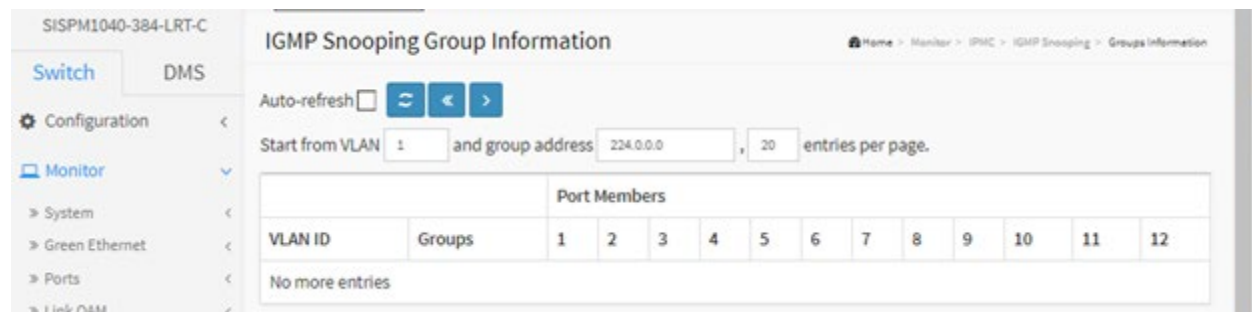 SISPM1040-384-LRT-C
Switch DMS
Configuration
Monitor
» System
» Green Ethernet
» Ports
» Link OAM
IGMP Snooping Group Information
Home > Monitor > IPMC > IGMP Snooping > Groups Information
Auto-refresh
Start from VLAN 1 and group address 224.0.0.0 , 20 entries per page.
Port Members
VLAN ID Groups 1 2 3 4 5 6 7 8 9 10 11 12
No more entries